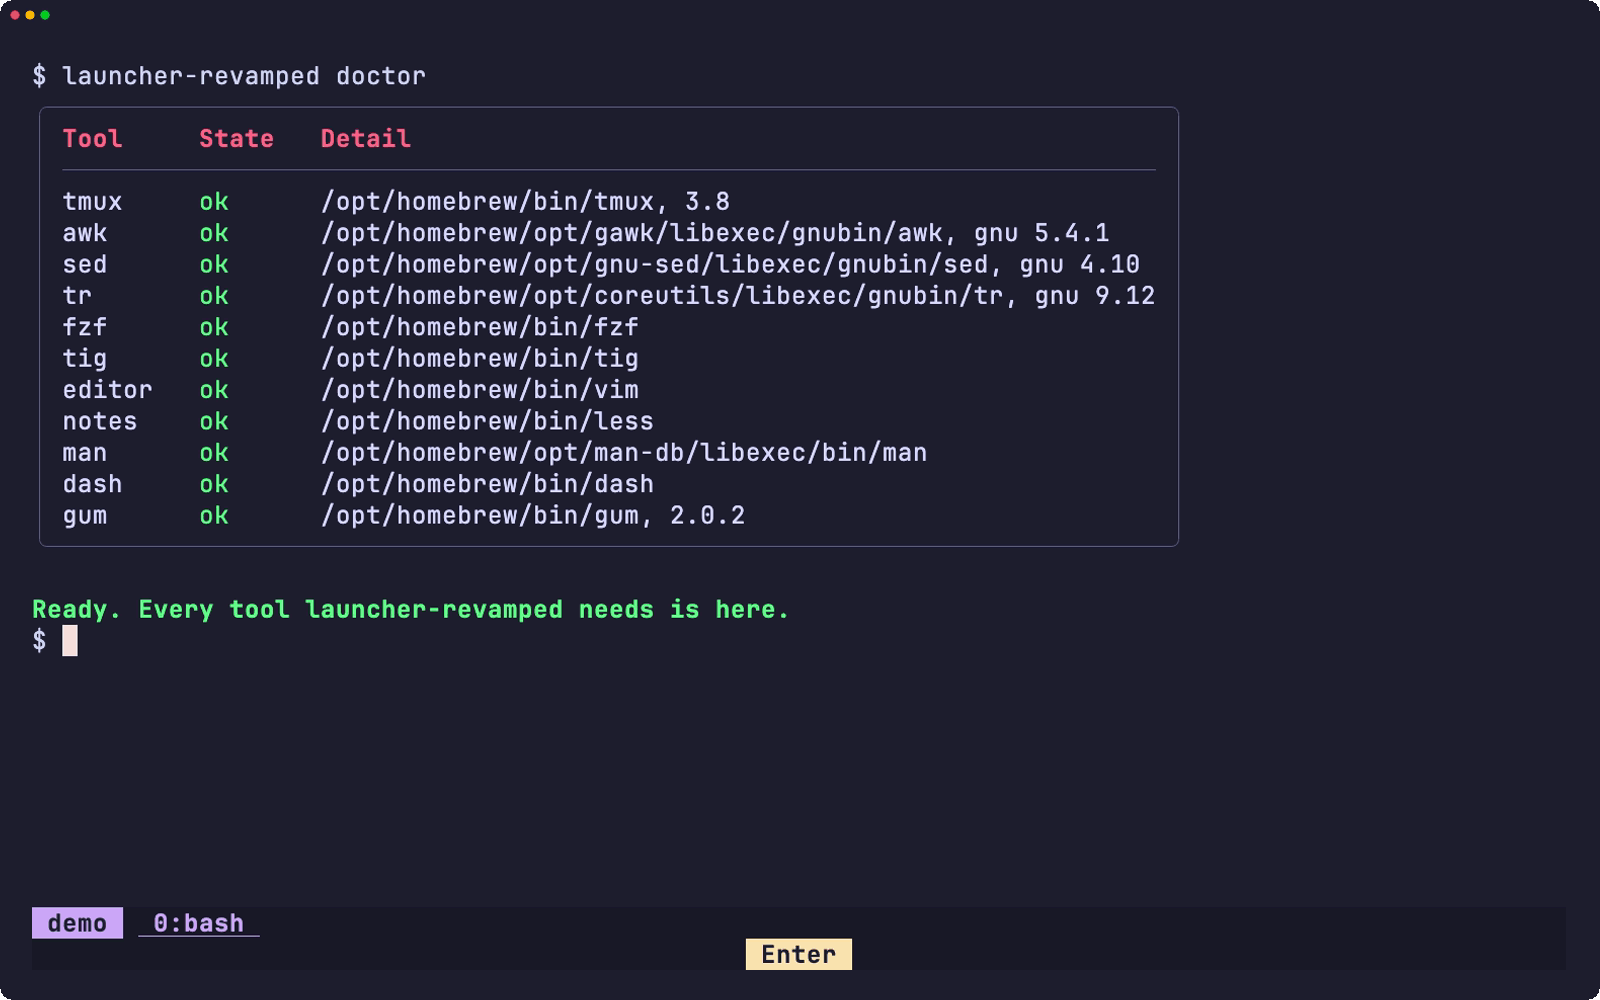 $ launcher-revamped doctor
Tool State Detail
tmux ok /opt/homebrew/bin/tmux, 3.8
awk ok /opt/homebrew/opt/gawk/libexec/gnubin/awk, gnu 5.4.1
sed ok /opt/homebrew/opt/gnu-sed/libexec/gnubin/sed, gnu 4.10
tr ok /opt/homebrew/opt/coreutils/libexec/gnubin/tr, gnu 9.12
fzf ok /opt/homebrew/bin/fzf
tig ok /opt/homebrew/bin/tig
editor ok /opt/homebrew/bin/vim
notes ok /opt/homebrew/bin/less
man ok /opt/homebrew/opt/man-db/libexec/bin/man
dash ok /opt/homebrew/bin/dash
gum ok /opt/homebrew/bin/gum, 2.0.2
Ready. Every tool launcher-revamped needs is here.
$
demo 0:bash
Enter